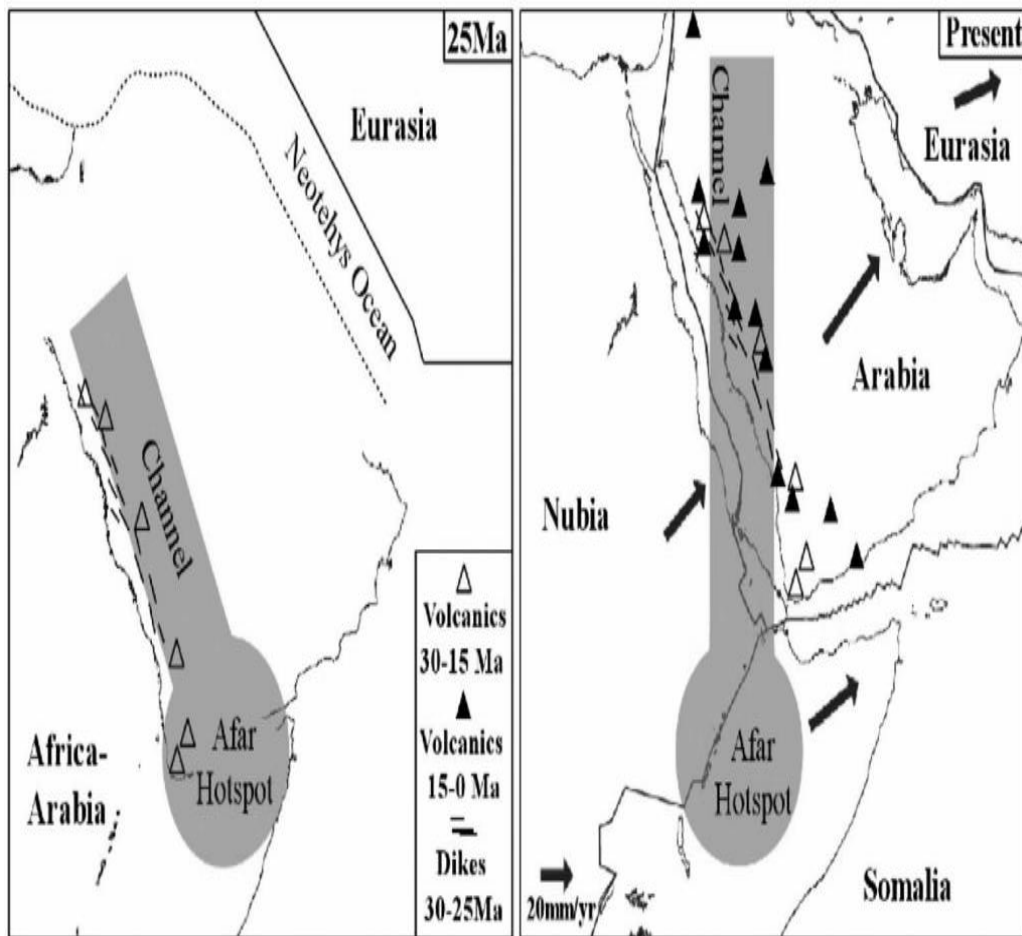 25Ma
Eurasia
Neotehys Ocean
Channel
Afar
Hotspot
Africa-
Arabia
Volcanics
30-15 Ma
Volcanics
15-0 Ma
Dikes
30-25Ma
Present
Channel
Eurasia
Arabia
Nubia
Afar
Hotspot
Somalia
20mm/yr